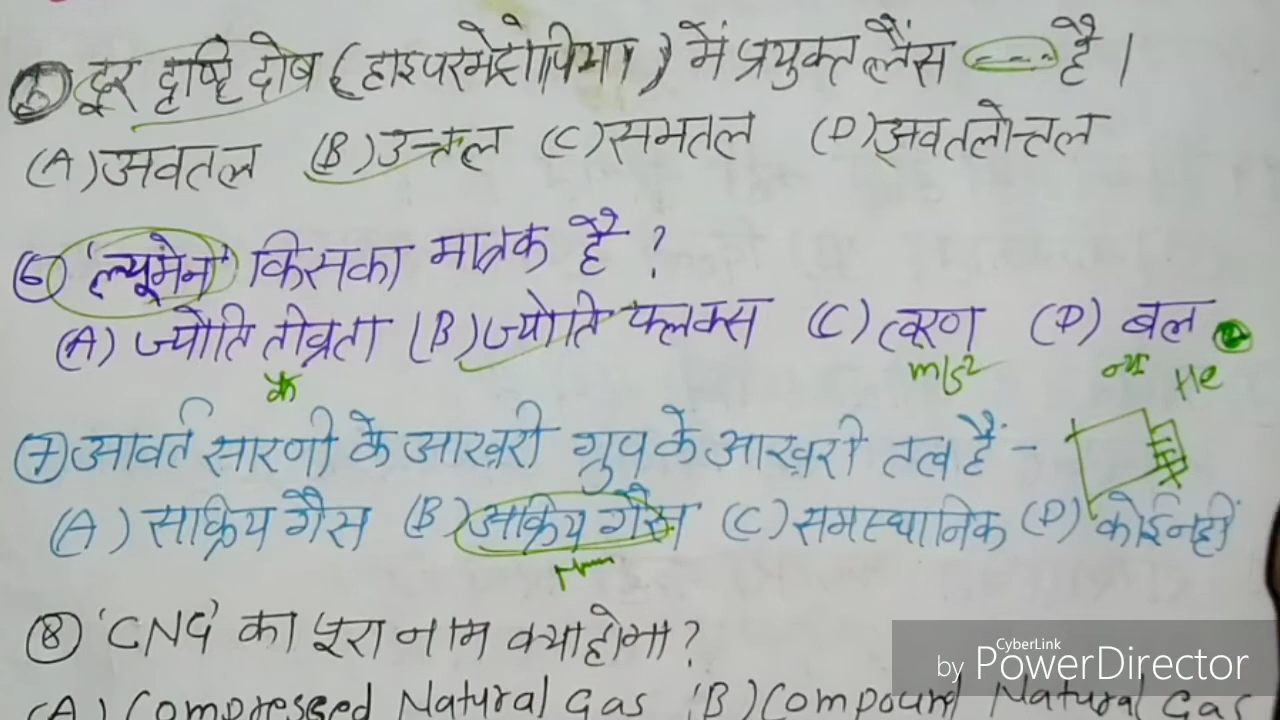 ⑤ दूर दृष्टि दोष (हाइपरमेट्रोपिया) में प्रयुक्त लैंस ---- है।
(A) अवतल (B) उत्तल (C) समतल (D) अवतलोत्तल
⑥ 'ल्यूमेन' किसका मात्रक है ?
(A) ज्योति तीव्रता (B) ज्योति फ्लक्स (C) त्वरण (D) बल
m/s² He
⑦ आवर्त सारणी के आखरी ग्रुप के आखरी तत्व हैं -
(A) सक्रिय गैस (B) अक्रिय गैस (C) समस्थानिक (D) कोई नहीं
⑧ 'CNG' का पूरा नाम क्या होगा ?
(A) Compressed Natural Gas (B) Compound Natural Gas
CyberLink
by PowerDirector